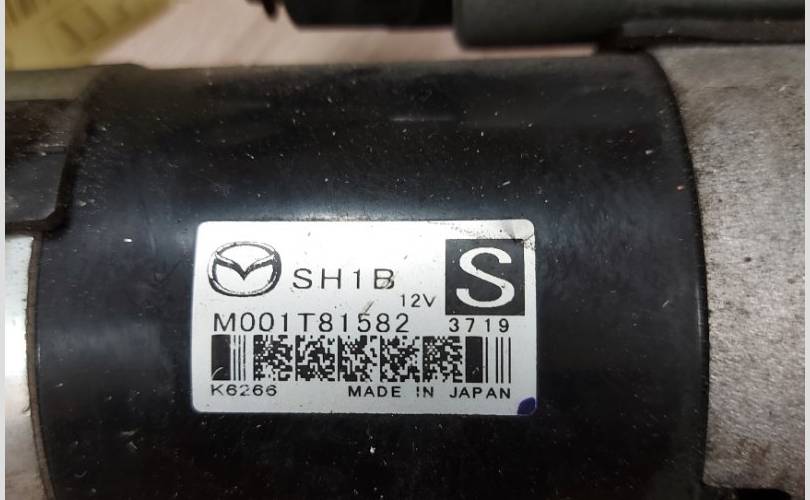 SH1B
12V
S
M001T81582
3719
K6266 MADE IN JAPAN